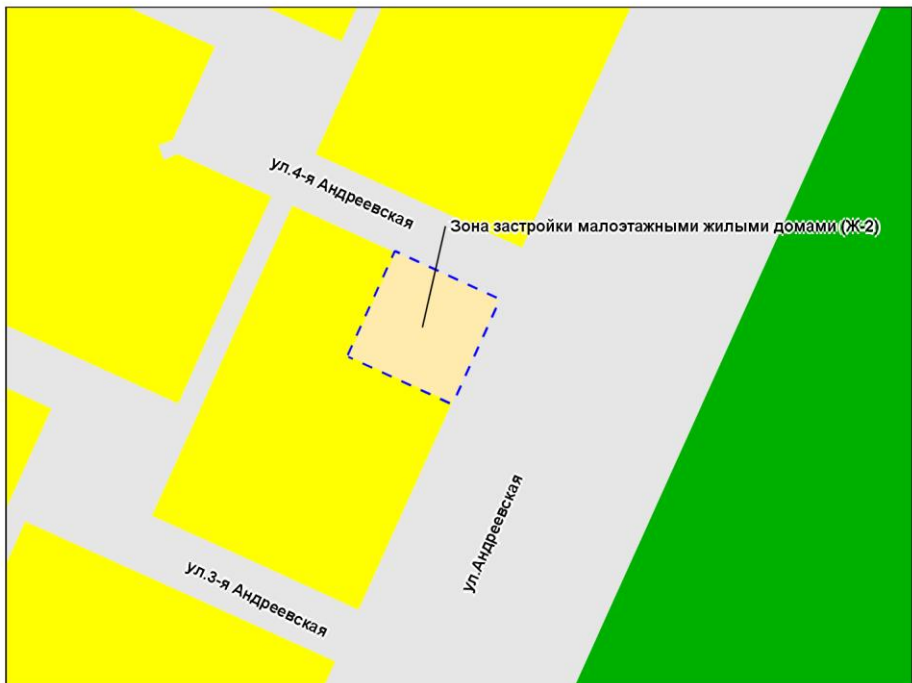 ул.4-я Андреевская
Зона застройки малоэтажными жилыми домами (Ж-2)
ул.Андреевская
ул.3-я Андреевская